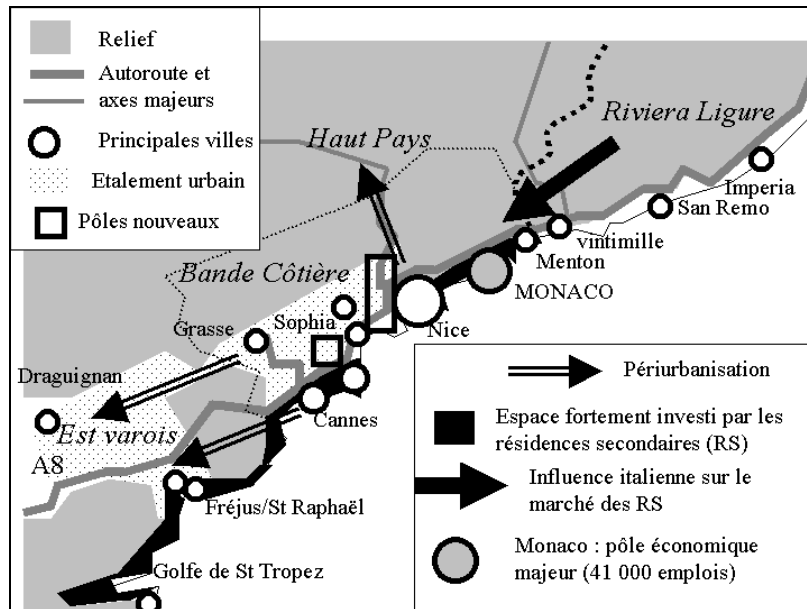 Relief
Autoroute et
axes majeurs
Principales villes
Etalement urbain
Pôles nouveaux
Haut Pays
Riviera Ligure
Imperia
San Remo
vintimille
Menton
MONACO
Bande Côtière
Nice
Grasse
Sophia
Draguignan
Cannes
Est varois
A8
Fréjus/St Raphaël
Golfe de St Tropez
Périurbanisation
Espace fortement investi par les
résidences secondaires (RS)
Influence italienne sur le
marché des RS
Monaco : pôle économique
majeur (41 000 emplois)